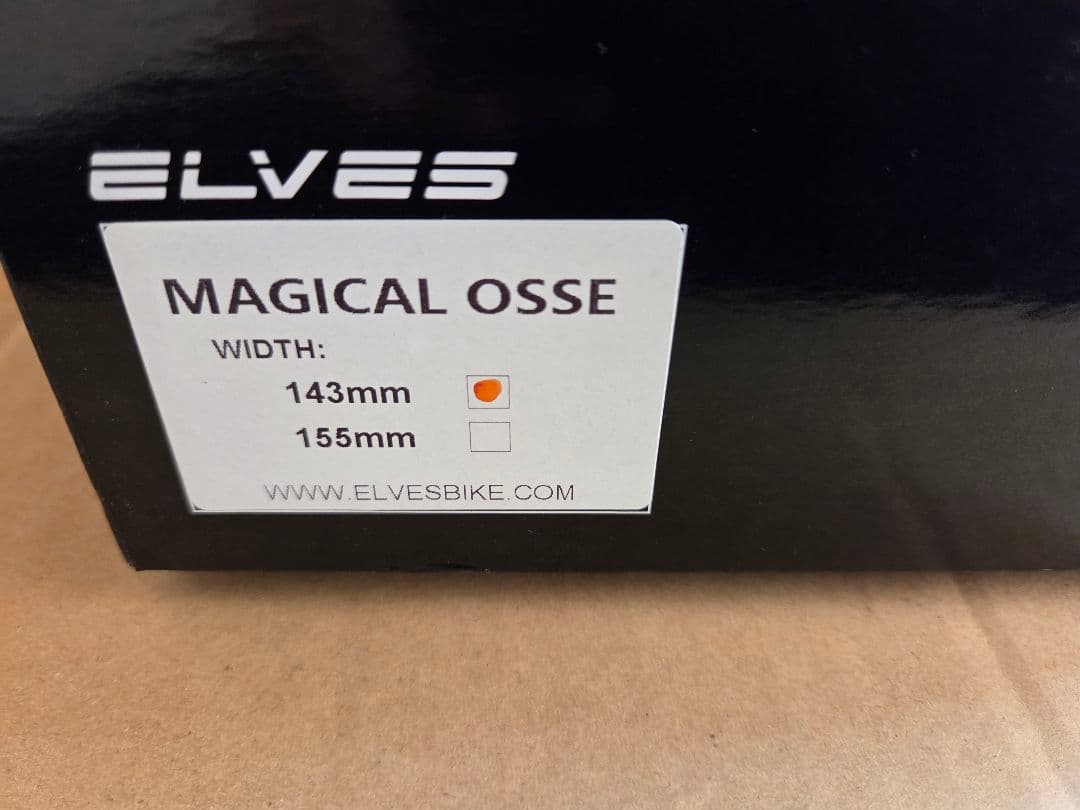 ELVES
MAGICAL OSSE
WIDTH:
143mm
155mm
WWW.ELVESBIKE.COM